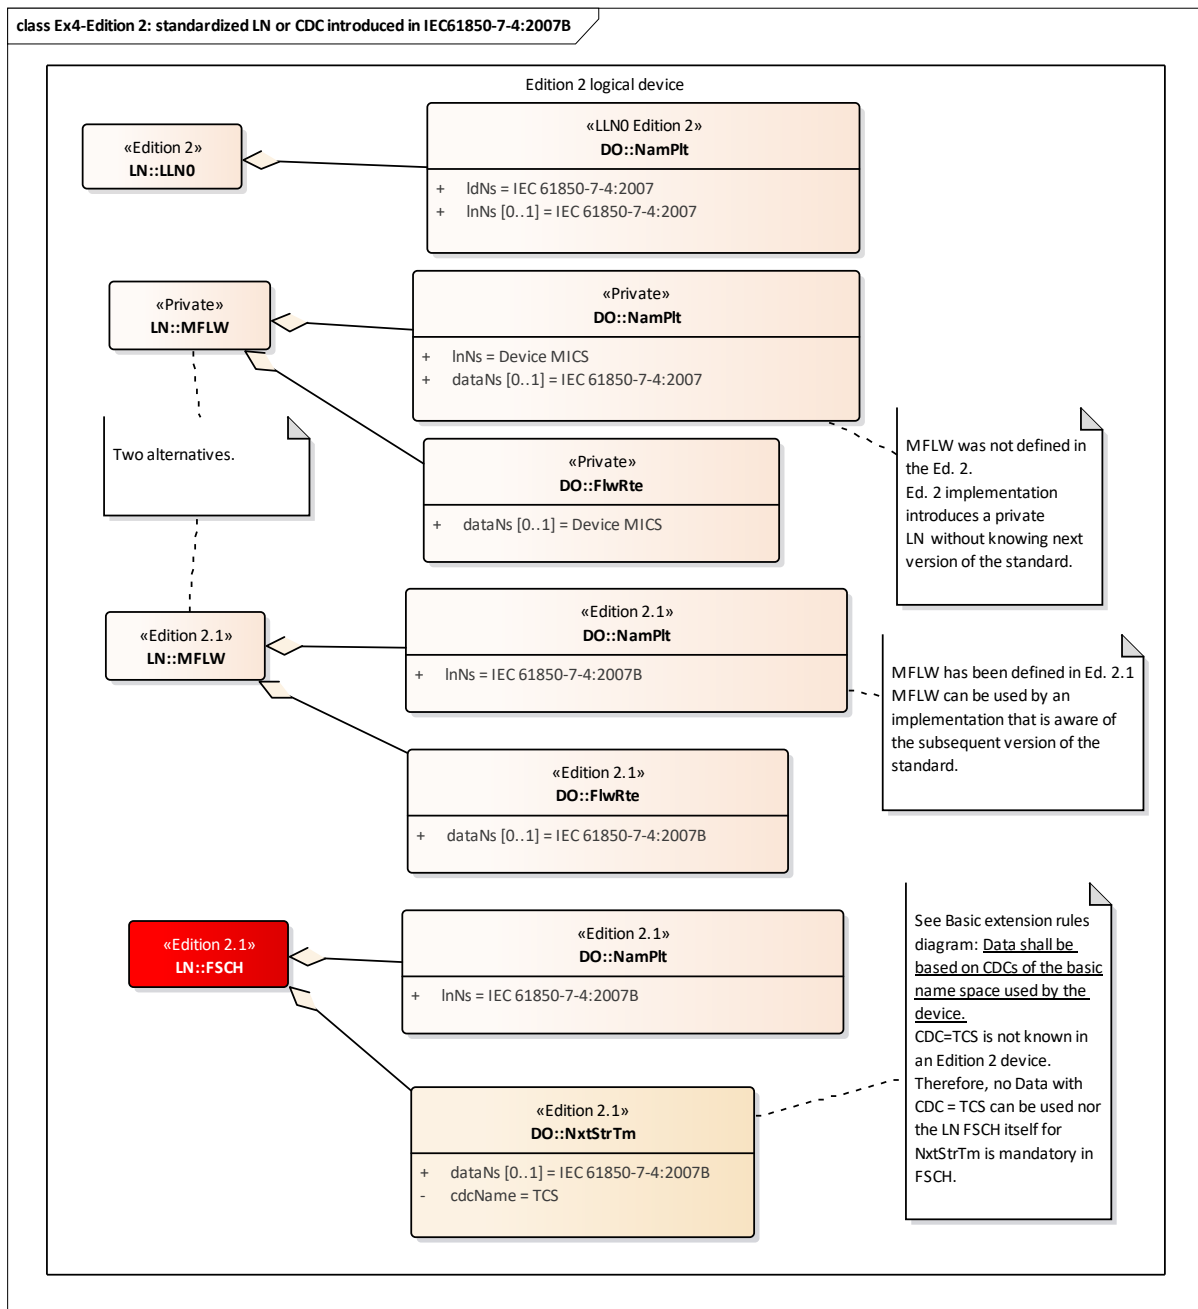 class Ex4-Edition 2: standardized LN or CDC introduced in IEC61850-7-4:2007B
Edition 2 logical device
«Edition 2»
LN::LLN0
«LLN0 Edition 2»
DO::NamPlt
+ ldNs = IEC 61850-7-4:2007
+ lnNs [0..1] = IEC 61850-7-4:2007
«Private»
LN::MFLW
«Private»
DO::NamPlt
+ lnNs = Device MICS
+ dataNs [0..1] = IEC 61850-7-4:2007
Two alternatives.
«Private»
DO::FlwRte
+ dataNs [0..1] = Device MICS
MFLW was not defined in
the Ed. 2.
Ed. 2 implementation
introduces a private
LN without knowing next
version of the standard.
«Edition 2.1»
LN::MFLW
«Edition 2.1»
DO::NamPlt
+ lnNs = IEC 61850-7-4:2007B
MFLW has been defined in Ed. 2.1
MFLW can be used by an
implementation that is aware of
the subsequent version of the
standard.
«Edition 2.1»
DO::FlwRte
+ dataNs [0..1] = IEC 61850-7-4:2007B
«Edition 2.1»
LN::FSCH
«Edition 2.1»
DO::NamPlt
+ lnNs = IEC 61850-7-4:2007B
See Basic extension rules
diagram: Data shall be
based on CDCs of the basic
name space used by the
device.
CDC=TCS is not known in
an Edition 2 device.
Therefore, no Data with
CDC = TCS can be used nor
the LN FSCH itself for
NxtStrTm is mandatory in
FSCH.
«Edition 2.1»
DO::NxtStrTm
+ dataNs [0..1] = IEC 61850-7-4:2007B
- cdcName = TCS